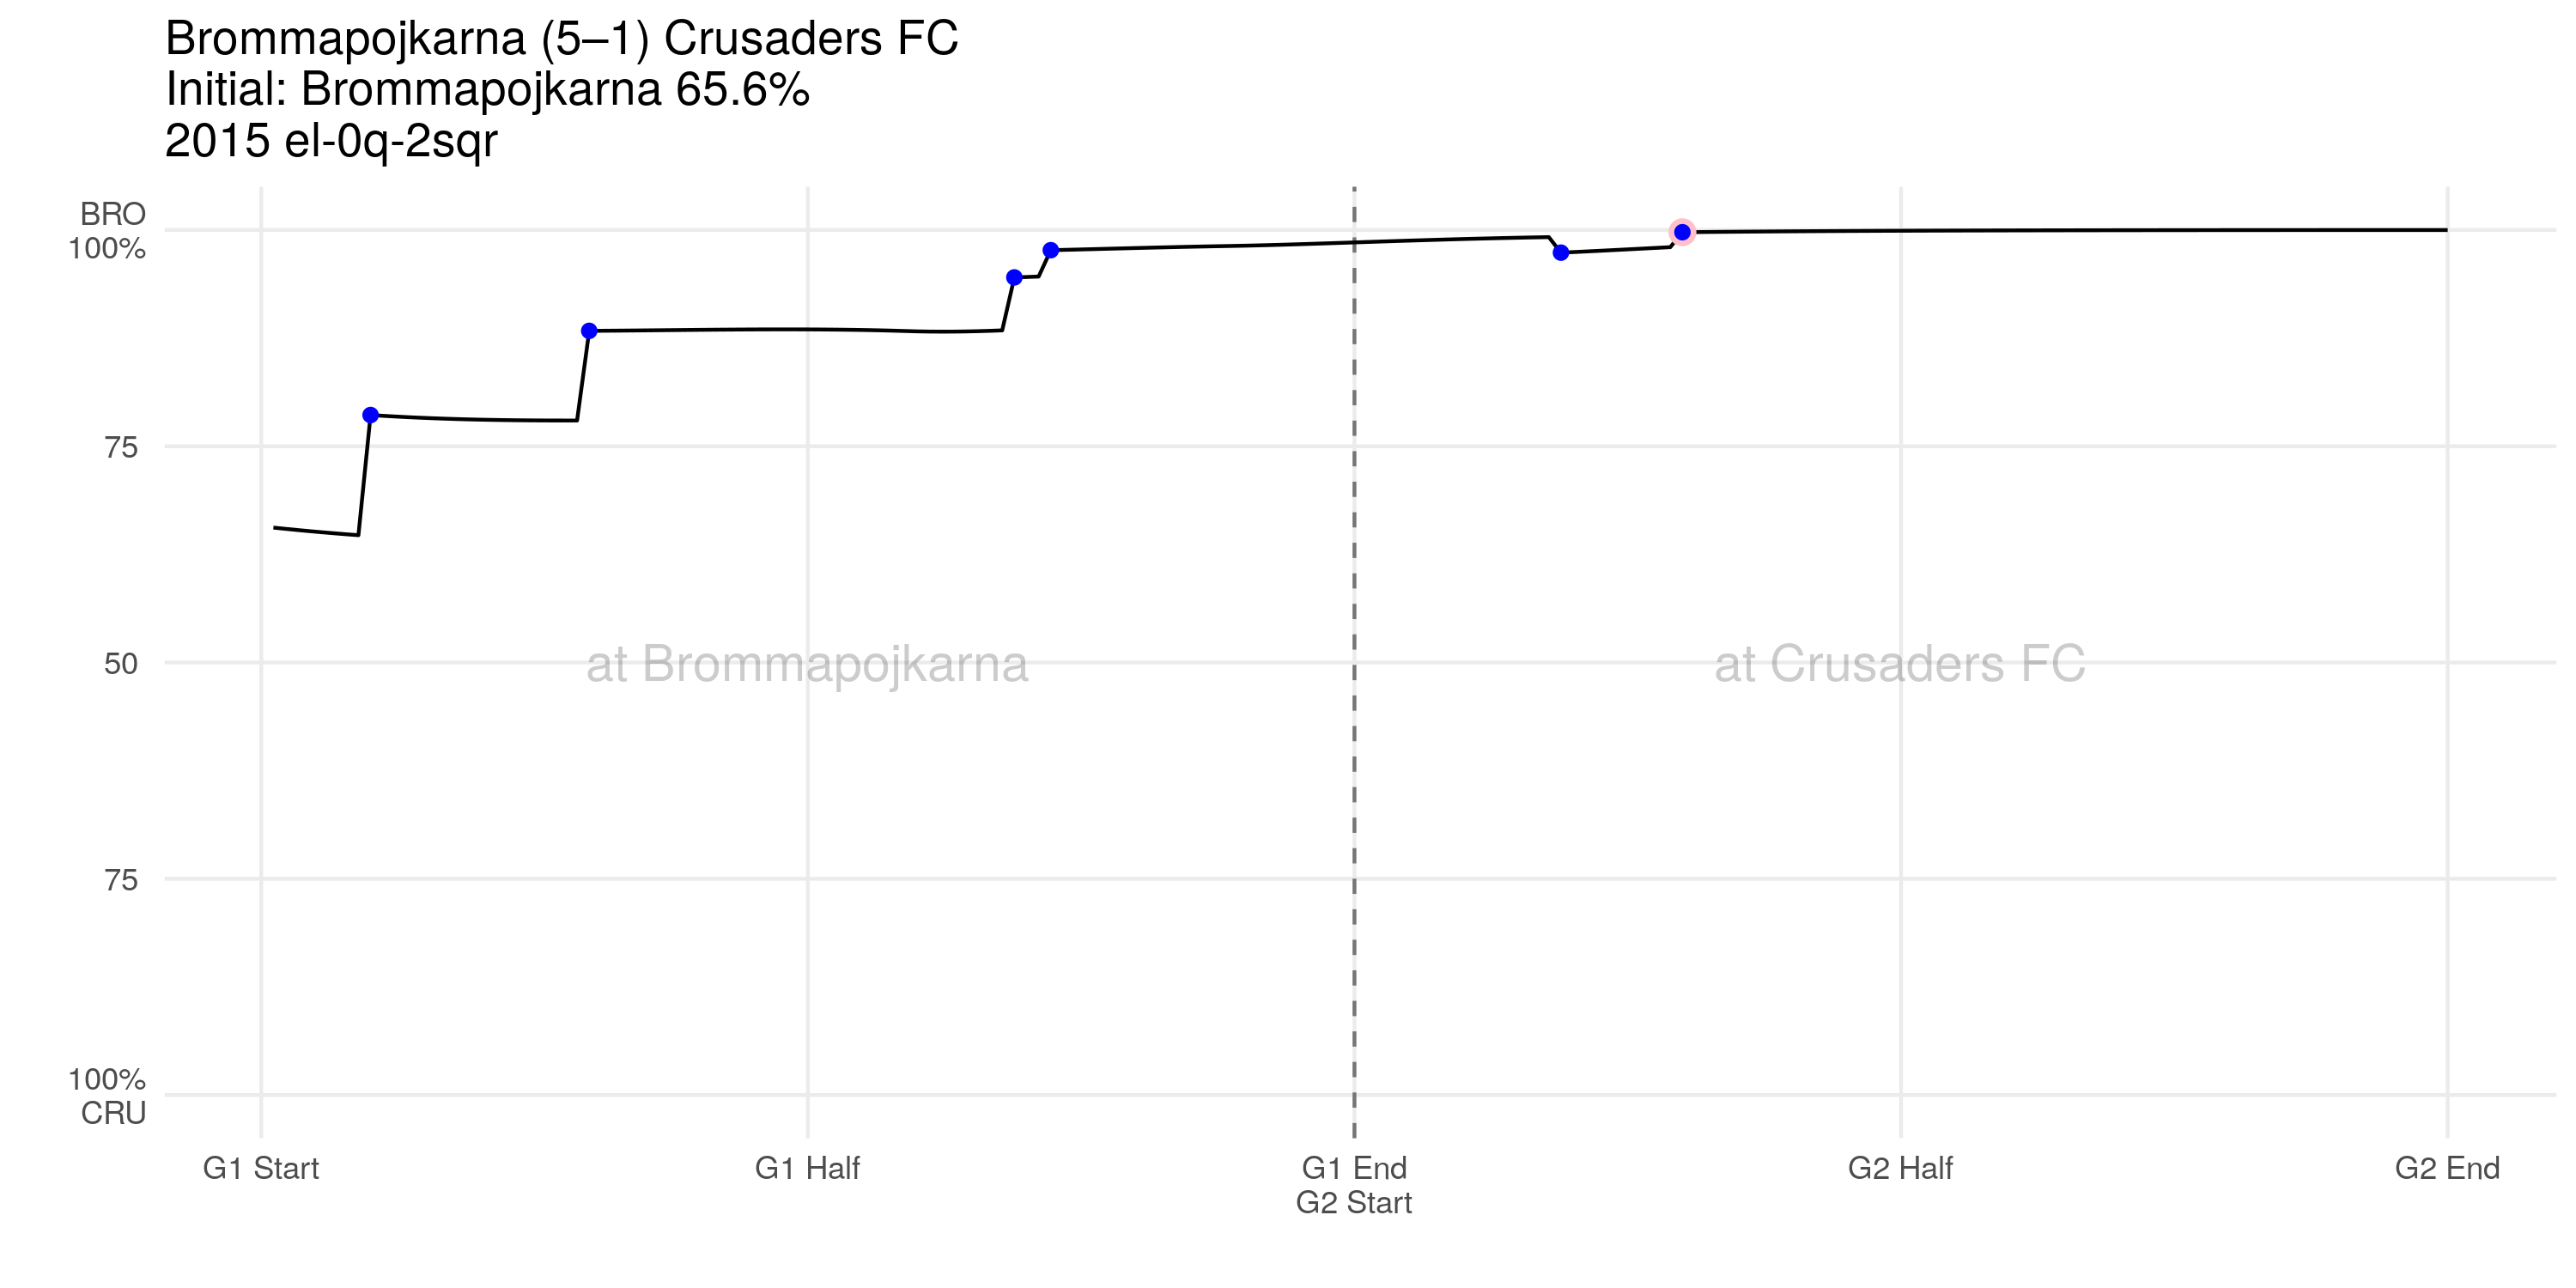 Brommapojkarna (5–1) Crusaders FC
Initial: Brommapojkarna 65.6%
2015 el-0q-2sqr
BRO
100%
75
50
75
100%
CRU
at Brommapojkarna
at Crusaders FC
G1 Start
G1 Half
G1 End
G2 Start
G2 Half
G2 End